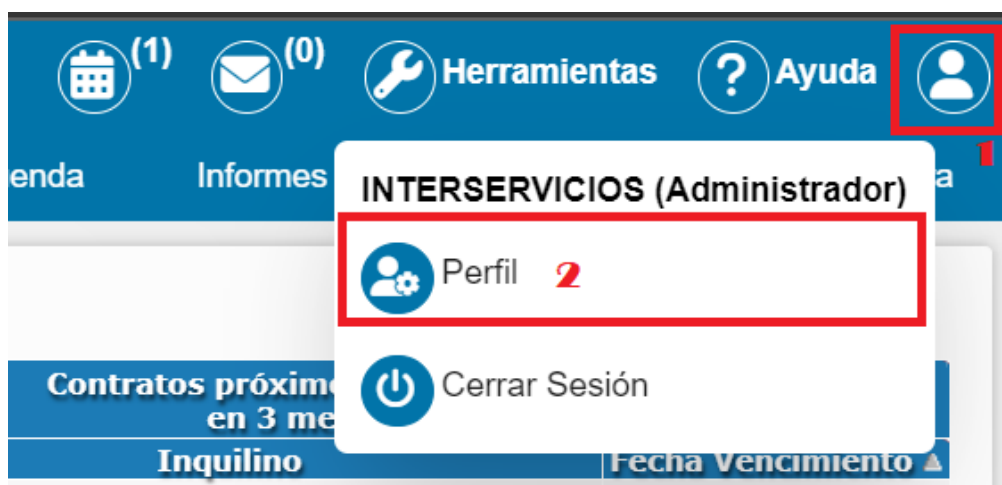 (1) (0) Herramientas ? Ayuda
1
enda Informes a
INTERSERVICIOS (Administrador)
Perfil 2
Cerrar Sesión
Contratos próxim
en 3 me
Inquilino Fecha Vencimiento